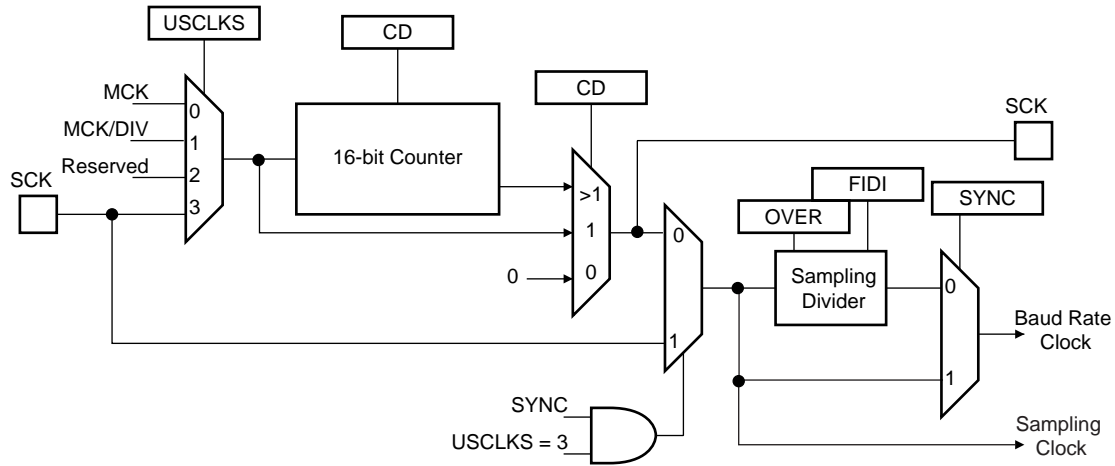 USCLKS
CD
CD
MCK
MCK/DIV
Reserved
SCK
0
1
2
3
16-bit Counter
>1
1
0
0
SCK
0
1
FIDI
OVER
SYNC
Sampling
Divider
0
1
Baud Rate
Clock
Sampling
Clock
SYNC
USCLKS = 3